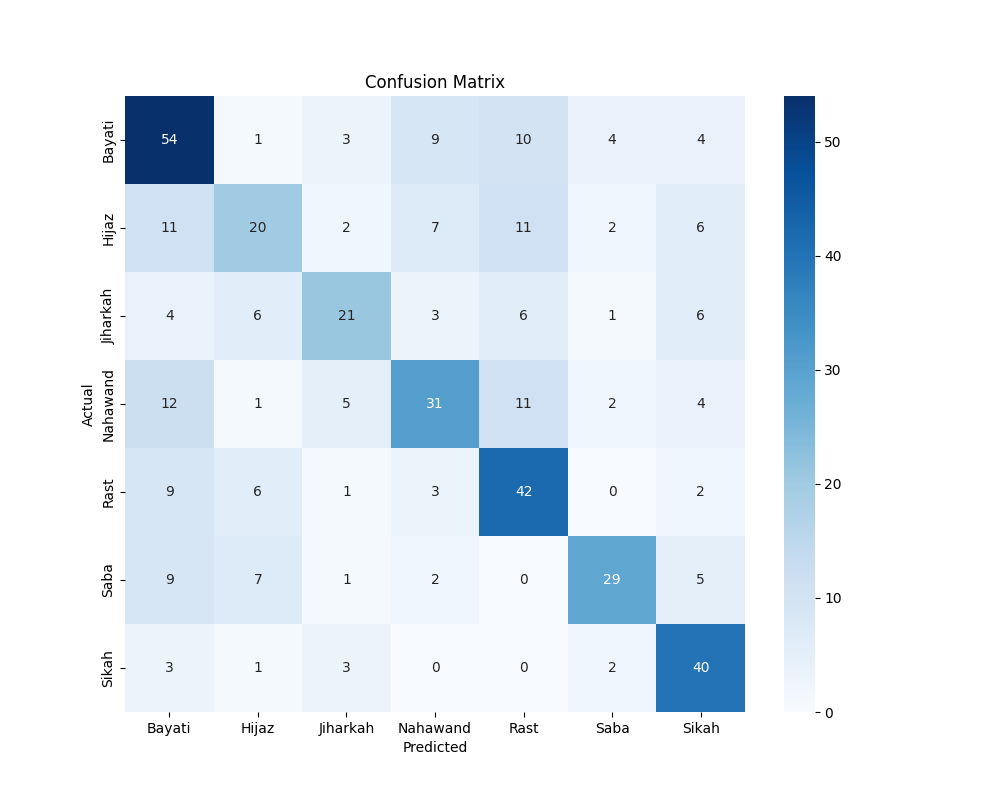 Confusion Matrix
Actual
Bayati 54 1 3 9 10 4 4
Hijaz 11 20 2 7 11 2 6
Jiharkah 4 6 21 3 6 1 6
Nahawand 12 1 5 31 11 2 4
Rast 9 6 1 3 42 0 2
Saba 9 7 1 2 0 29 5
Sikah 3 1 3 0 0 2 40
Bayati Hijaz Jiharkah Nahawand Rast Saba Sikah
Predicted
50
40
30
20
10
0